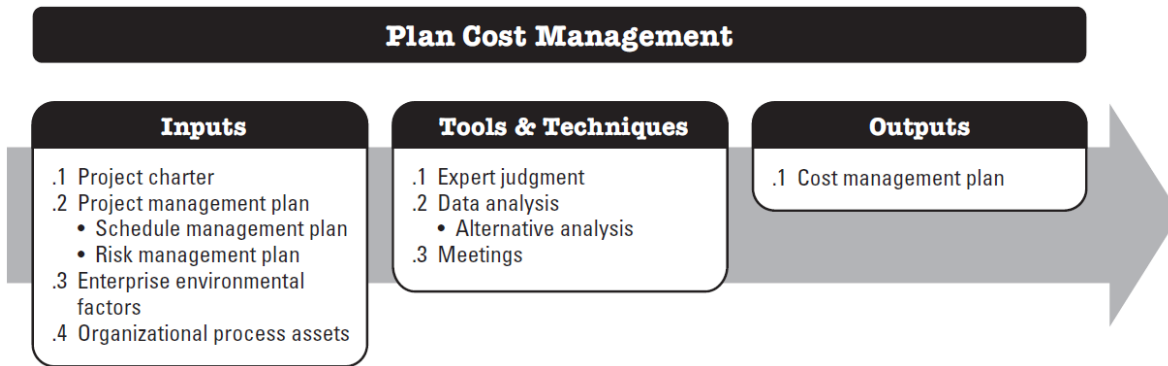 Plan Cost Management
Inputs
.1 Project charter
.2 Project management plan
• Schedule management plan
• Risk management plan
.3 Enterprise environmental
factors
.4 Organizational process assets
Tools & Techniques
.1 Expert judgment
.2 Data analysis
• Alternative analysis
.3 Meetings
Outputs
.1 Cost management plan